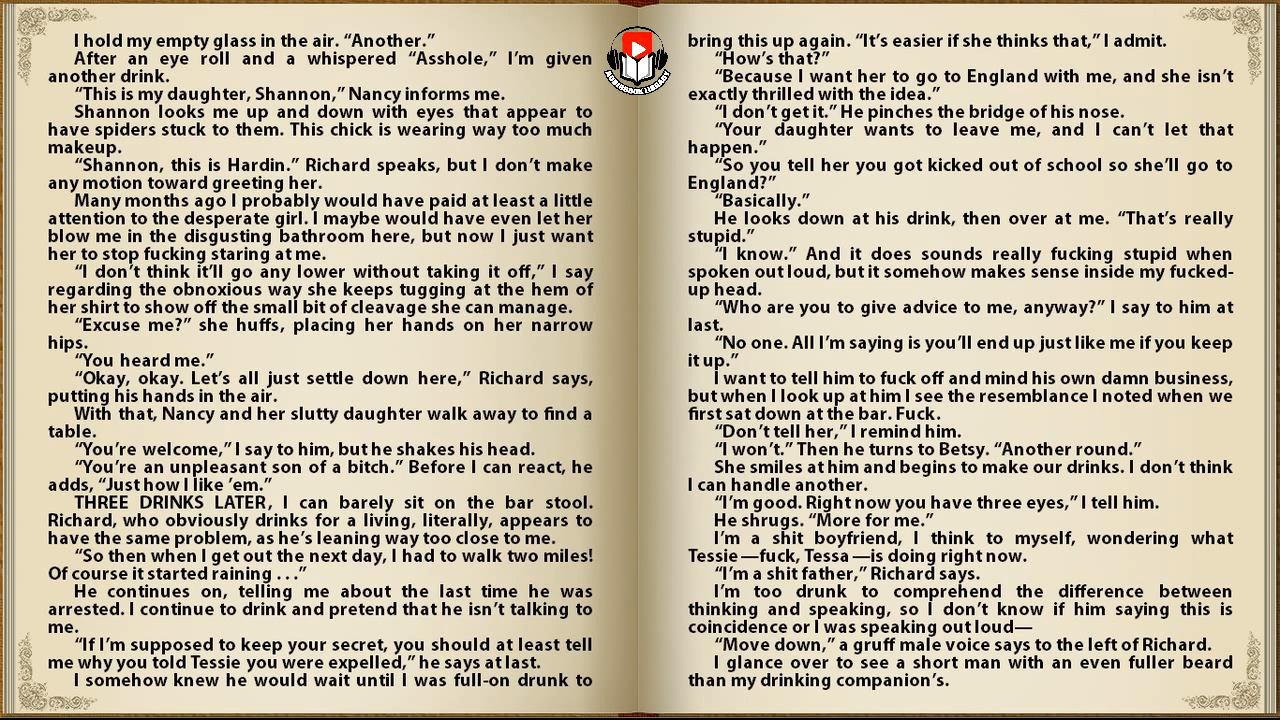 I hold my empty glass in the air. “Another.”
After an eye roll and a whispered “Asshole,” I’m given
another drink.
“This is my daughter, Shannon,” Nancy informs me.
Shannon looks me up and down with eyes that appear to
have spiders stuck to them. This chick is wearing way too much
makeup.
“Shannon, this is Hardin.” Richard speaks, but I don’t make
any motion toward greeting her.
Many months ago I probably would have paid at least a little
attention to the desperate girl. I maybe would have even let her
blow me in the disgusting bathroom here, but now I just want
her to stop fucking staring at me.
“I don’t think it’ll go any lower without taking it off,” I say
regarding the obnoxious way she keeps tugging at the hem of
her shirt to show off the small bit of cleavage she can manage.
“Excuse me?” she huffs, placing her hands on her narrow
hips.
“You heard me.”
“Okay, okay. Let’s all just settle down here,” Richard says,
putting his hands in the air.
With that, Nancy and her slutty daughter walk away to find a
table.
“You’re welcome,” I say to him, but he shakes his head.
“You’re an unpleasant son of a bitch.” Before I can react, he
adds, “Just how I like ’em.”
THREE DRINKS LATER, I can barely sit on the bar stool.
Richard, who obviously drinks for a living, literally, appears to
have the same problem, as he’s leaning way too close to me.
“So then when I get out the next day, I had to walk two miles!
Of course it started raining . . .”
He continues on, telling me about the last time he was
arrested. I continue to drink and pretend that he isn’t talking to
me.
“If I’m supposed to keep your secret, you should at least tell
me why you told Tessie you were expelled,” he says at last.
I somehow knew he would wait until I was full-on drunk to
bring this up again. “It’s easier if she thinks that,” I admit.
“How’s that?”
“Because I want her to go to England with me, and she isn’t
exactly thrilled with the idea.”
“I don’t get it.” He pinches the bridge of his nose.
“Your daughter wants to leave me, and I can’t let that
happen.”
“So you tell her you got kicked out of school so she’ll go to
England?”
“Basically.”
He looks down at his drink, then over at me. “That’s really
stupid.”
“I know.” And it does sounds really fucking stupid when
spoken out loud, but it somehow makes sense inside my fucked-
up head.
“Who are you to give advice to me, anyway?” I say to him at
last.
“No one. All I’m saying is you’ll end up just like me if you keep
it up.”
I want to tell him to fuck off and mind his own damn business,
but when I look up at him I see the resemblance I noted when we
first sat down at the bar. Fuck.
“Don’t tell her,” I remind him.
“I won’t.” Then he turns to Betsy. “Another round.”
She smiles at him and begins to make our drinks. I don’t think
I can handle another.
“I’m good. Right now you have three eyes,” I tell him.
He shrugs. “More for me.”
I’m a shit boyfriend, I think to myself, wondering what
Tessie—fuck, Tessa—is doing right now.
“I’m a shit father,” Richard says.
I’m too drunk to comprehend the difference between
thinking and speaking, so I don’t know if him saying this is
coincidence or I was speaking out loud—
“Move down,” a gruff male voice says to the left of Richard.
I glance over to see a short man with an even fuller beard
than my drinking companion’s.
AUDIOBOOK LIBRARY